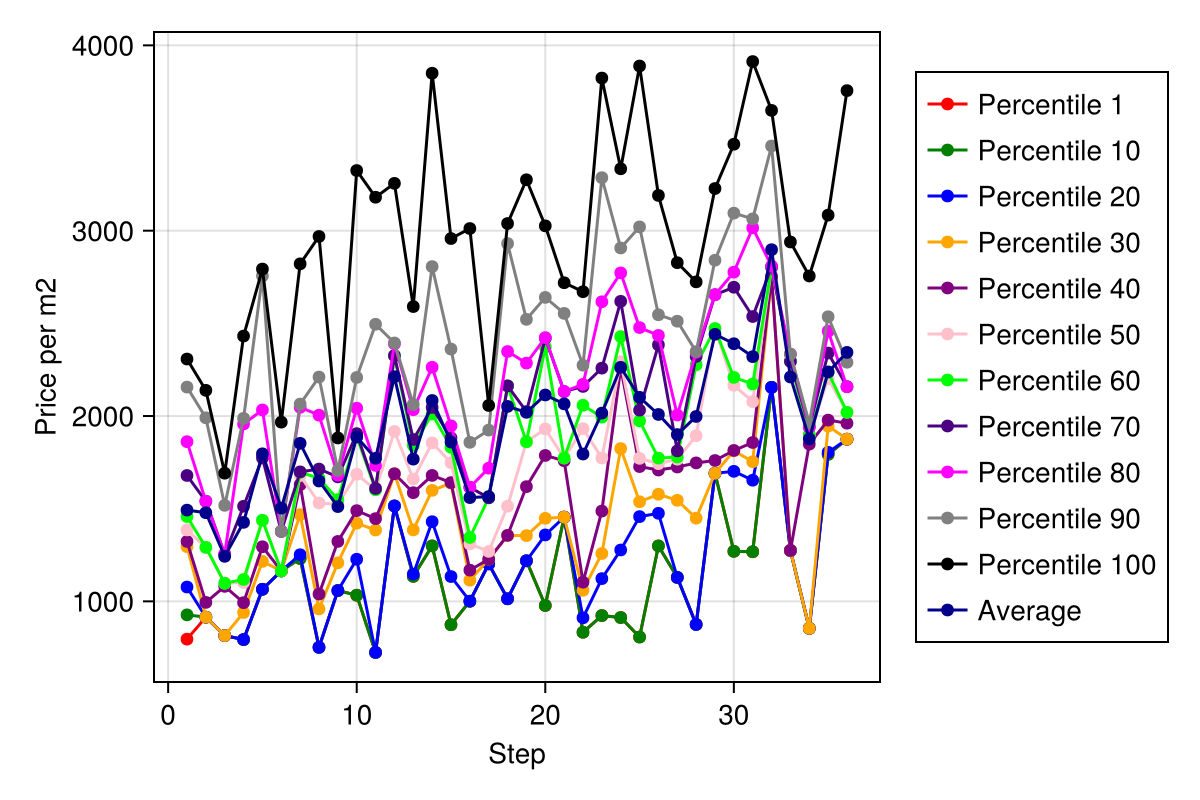 4000
3000
2000
1000
Price per m2
0
10
20
30
Step
Percentile 1
Percentile 10
Percentile 20
Percentile 30
Percentile 40
Percentile 50
Percentile 60
Percentile 70
Percentile 80
Percentile 90
Percentile 100
Average